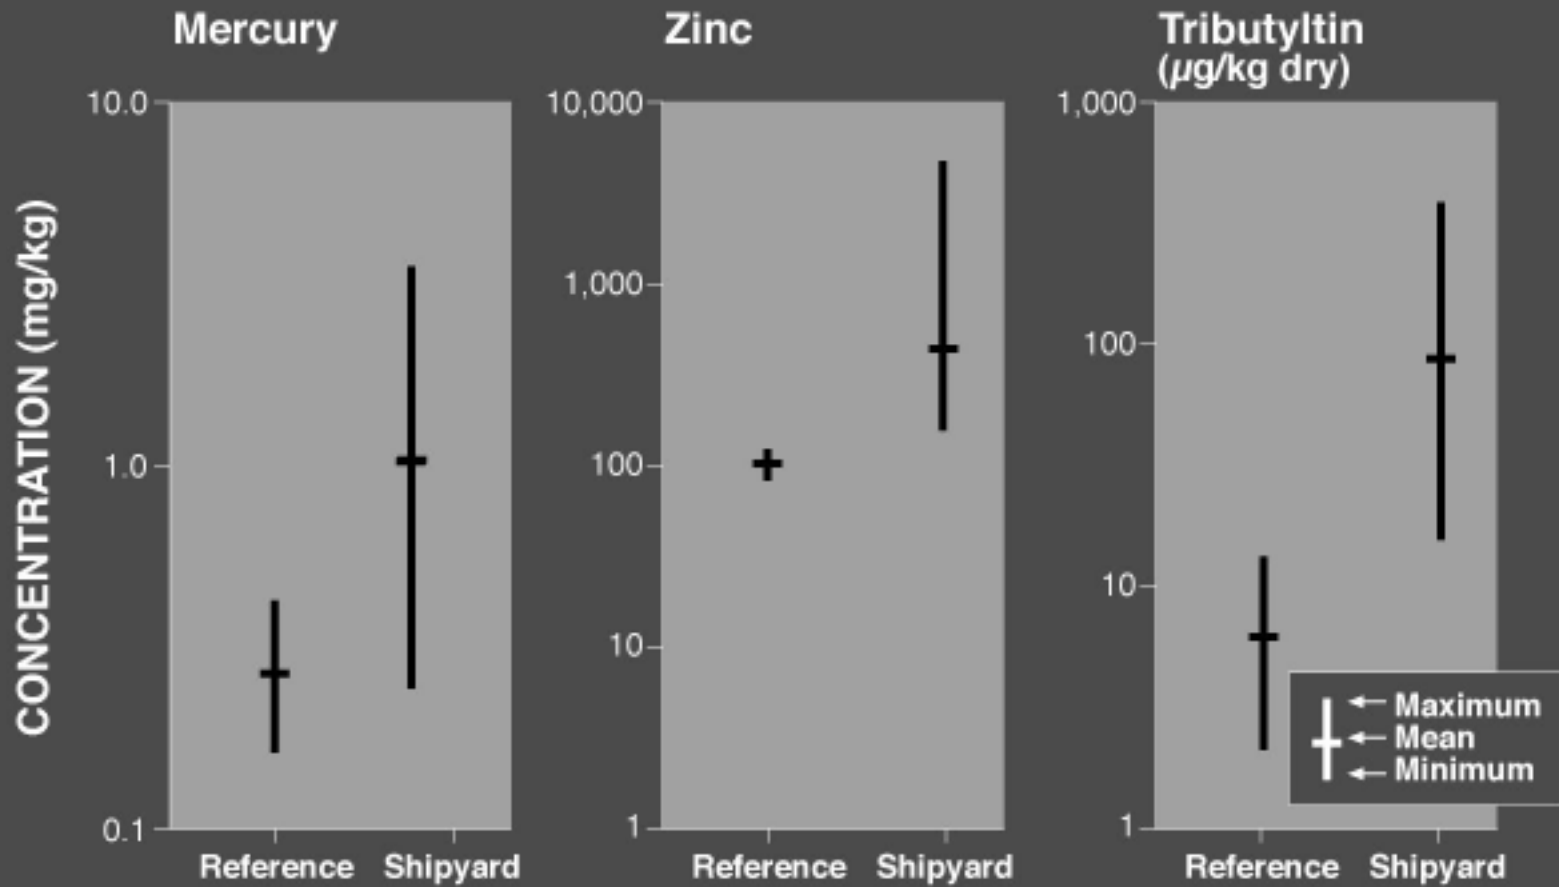 Mercury
Zinc
Tributyltin
(µg/kg dry)
CONCENTRATION (mg/kg)
10.0
1.0
0.1
Reference
Shipyard
10,000
1,000
100
10
1
Reference
Shipyard
1,000
100
10
1
Reference
Shipyard
Maximum
Mean
Minimum